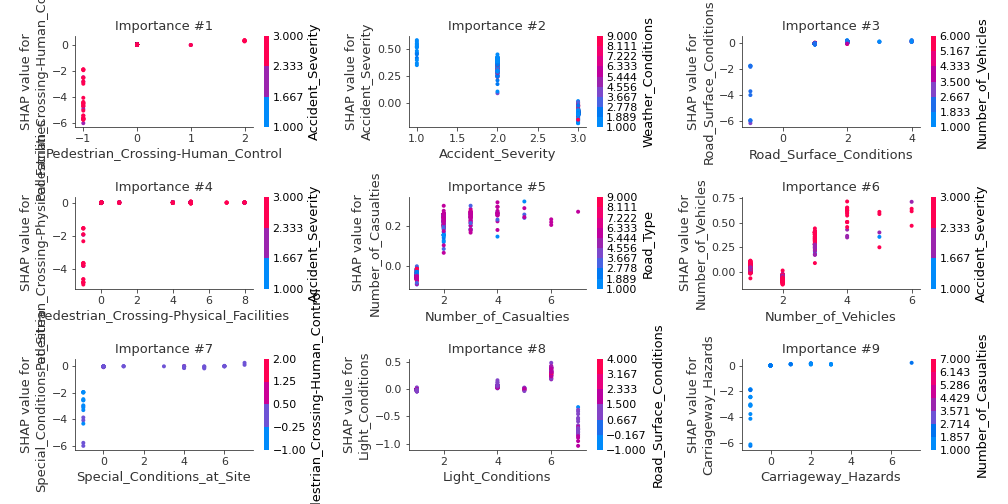 Importance #1
SHAP value for
Pedestrian_Crossing-Human_Co
0
−2
−4
−6
−1
0
1
2
Pedestrian_Crossing-Human_Control
3.000
2.333
1.667
1.000
Accident_Severity
Importance #2
SHAP value for
Accident_Severity
0.50
0.25
0.00
1.0
1.5
2.0
2.5
3.0
Accident_Severity
9.000
8.111
7.222
6.333
5.444
4.556
3.667
2.778
1.889
1.000
Weather_Conditions
Importance #3
SHAP value for
Road_Surface_Conditions
0
−2
−4
−6
0
2
4
Road_Surface_Conditions
6.000
5.167
4.333
3.500
2.667
1.833
1.000
Number_of_Vehicles
Importance #4
SHAP value for
0
−2
−4
0
2
4
6
8
Pedestrian_Crossing-Physical_Facilities
3.000
2.333
1.667
1.000
Accident_Severity
Importance #5
SHAP value for
Number_of_Casualties
0.2
0.0
2
4
6
Number_of_Casualties
9.000
8.111
7.222
6.333
5.444
4.556
3.667
2.778
1.889
1.000
Road_Type
Importance #6
SHAP value for
Number_of_Vehicles
0.75
0.50
0.25
0.00
2
4
6
Number_of_Vehicles
3.000
2.333
1.667
1.000
Accident_Severity
Importance #7
SHAP value for
Special_Conditions_at_Site
0
−2
−4
−6
0
2
4
6
Special_Conditions_at_Site
2.00
1.25
0.50
−0.25
−1.00
destrian_Crossing-Human_Control
Importance #8
SHAP value for
Light_Conditions
0.5
0.0
−0.5
−1.0
2
4
6
Light_Conditions
4.000
3.167
2.333
1.500
0.667
−0.167
−1.000
Road_Surface_Conditions
Importance #9
SHAP value for
Carriageway_Hazards
0
−2
−4
−6
0
2
4
6
Carriageway_Hazards
7.000
6.143
5.286
4.429
3.571
2.714
1.857
1.000
Number_of_Casualties